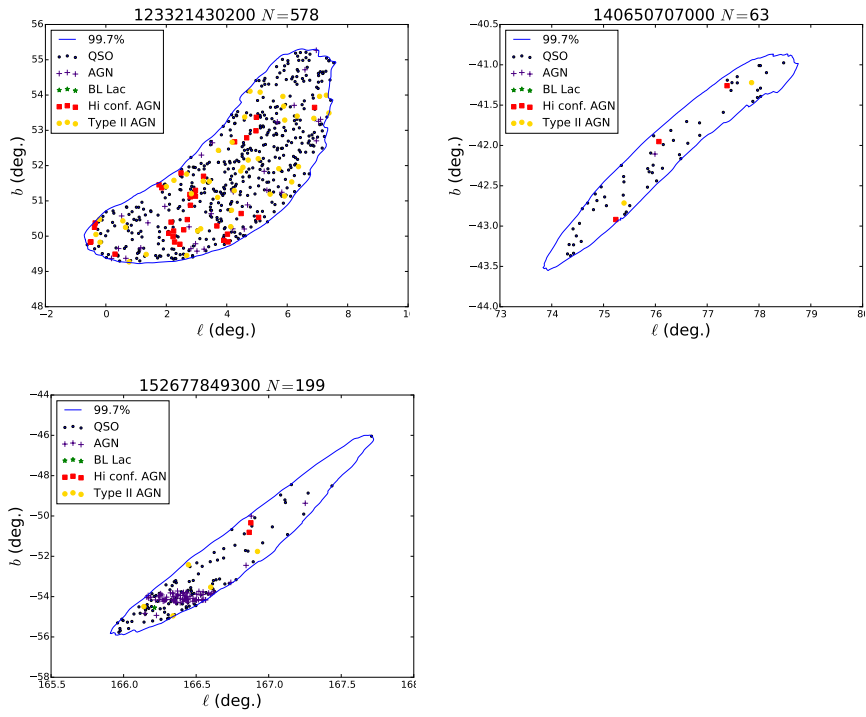 123321430200 N=578
56
55
54
53
52
51
50
49
48
−2
0
2
4
6
8
b (deg.)
ℓ (deg.)
99.7%
QSO
AGN
BL Lac
Hi conf. AGN
Type II AGN
140650707000 N=63
−40.5
−41.0
−41.5
−42.0
−42.5
−43.0
−43.5
−44.0
73
74
75
76
77
78
79
80
b (deg.)
ℓ (deg.)
99.7%
QSO
AGN
BL Lac
Hi conf. AGN
Type II AGN
152677849300 N=199
−44
−46
−48
−50
−52
−54
−56
−58
165.5
166.0
166.5
167.0
167.5
168
b (deg.)
ℓ (deg.)
99.7%
QSO
AGN
BL Lac
Hi conf. AGN
Type II AGN